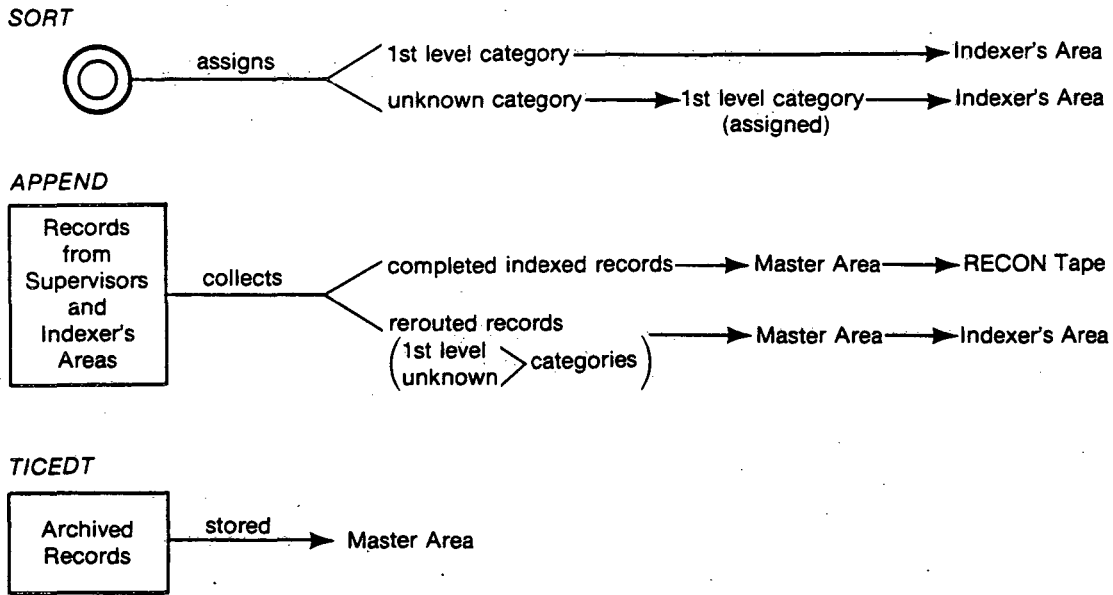 SORT
assigns
1st level category
Indexer's Area
unknown category
1st level category
(assigned)
Indexer's Area
APPEND
Records
from
Supervisors
and
Indexer's
Areas
collects
completed indexed records
Master Area
RECON Tape
rerouted records
(1st level
unknown > categories)
Master Area
Indexer's Area
TICEDT
Archived
Records
stored
Master Area